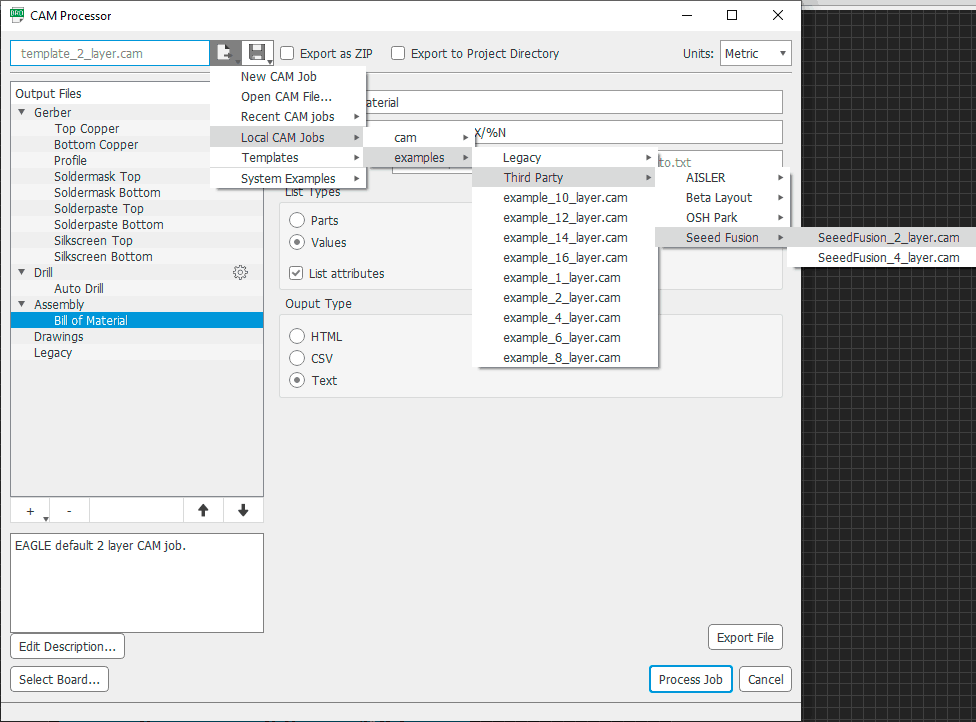 CAM Processor
template_2_layer.cam
Export as ZIP
Export to Project Directory
Units:
Metric
New CAM Job
Open CAM File...
Recent CAM jobs
Local CAM Jobs
Templates
System Examples
cam
examples
Legacy
Third Party
example_10_layer.cam
example_12_layer.cam
example_14_layer.cam
example_16_layer.cam
example_1_layer.cam
example_2_layer.cam
example_4_layer.cam
example_6_layer.cam
example_8_layer.cam
AISLER
Beta Layout
OSH Park
Seeed Fusion
SeeedFusion_2_layer.cam
SeeedFusion_4_layer.cam
Output Files
Gerber
Top Copper
Bottom Copper
Profile
Soldermask Top
Soldermask Bottom
Solderpaste Top
Solderpaste Bottom
Silkscreen Top
Silkscreen Bottom
Drill
Auto Drill
Assembly
Bill of Material
Drawings
Legacy
aterial
X/%N
to.txt
List Types
Parts
Values
List attributes
Ouput Type
HTML
CSV
Text
+
-
EAGLE default 2 layer CAM job.
Edit Description...
Select Board...
Export File
Process Job
Cancel